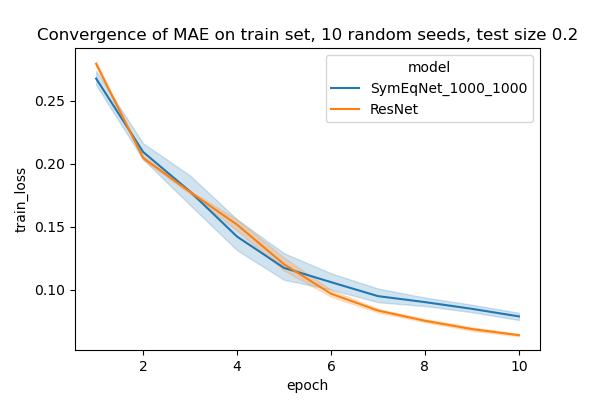 Convergence of MAE on train set, 10 random seeds, test size 0.2
model
SymEqNet_1000_1000
ResNet
train_loss
0.25
0.20
0.15
0.10
2 4 6 8 10
epoch